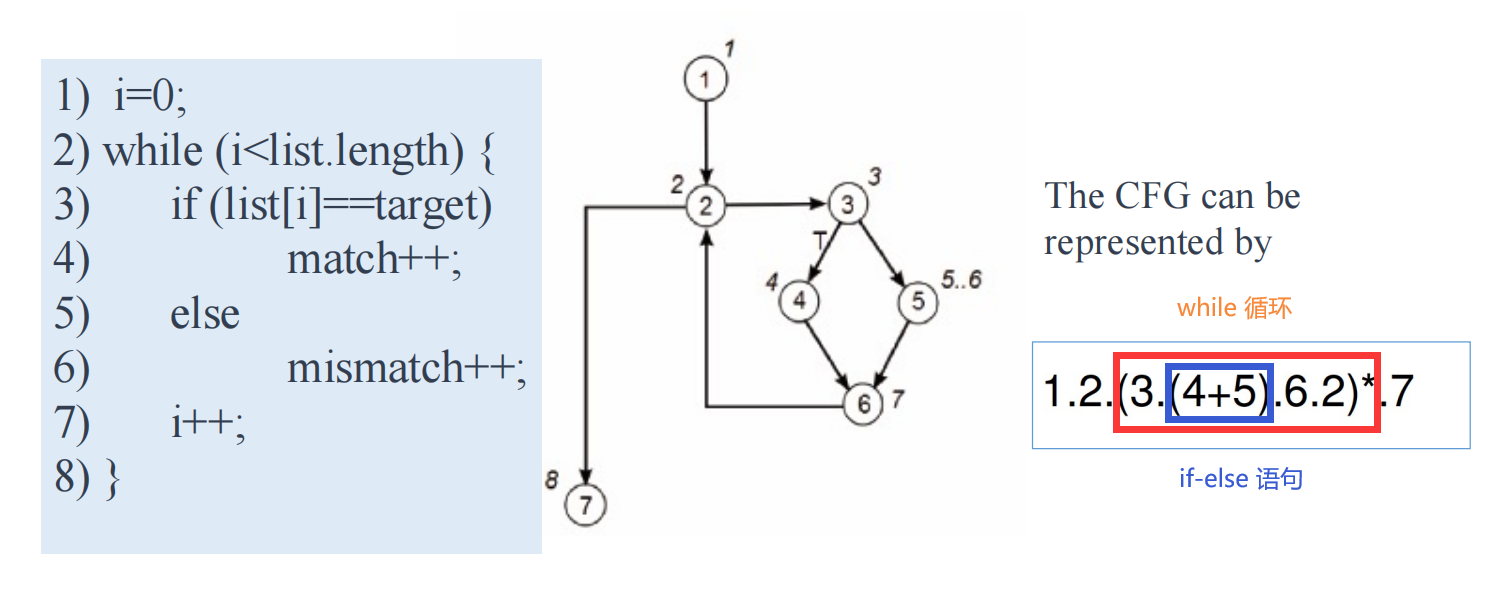 1) i=0;
2) while (i<list.length) {
3) if (list[i]==target)
4) match++;
5) else
6) mismatch++;
7) i++;
8) }
1
1
2
2
3
3
T
4
4
5
5..6
6
7
8
7
The CFG can be
represented by
while 循环
1.2.(3.(4+5).6.2)*.7
if-else 语句